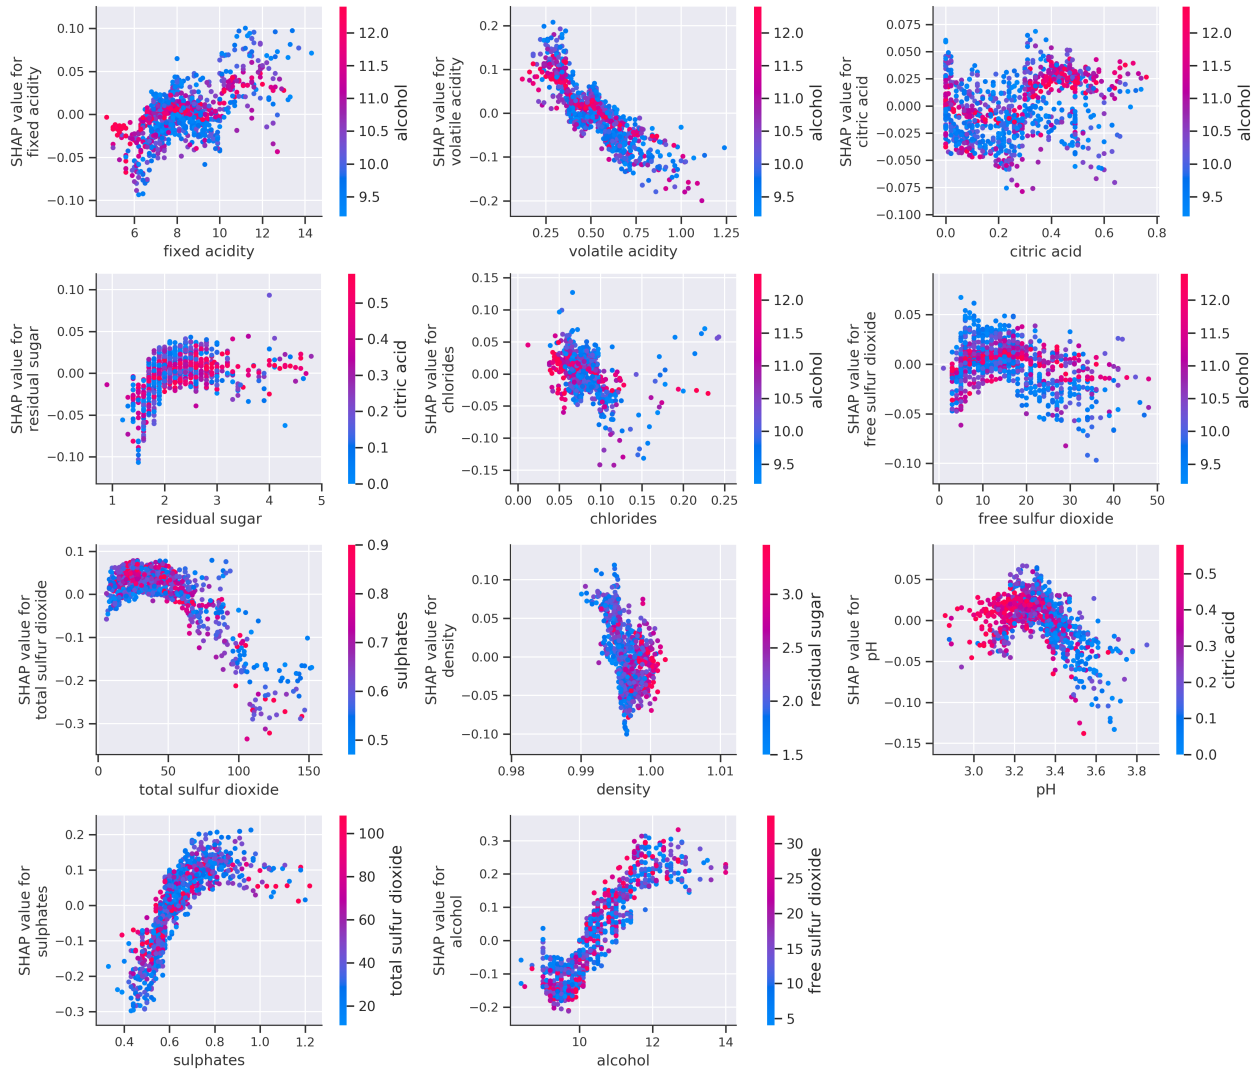 SHAP value for
fixed acidity
0.10
0.05
0.00
−0.05
−0.10
6 8 10 12 14
fixed acidity
12.0
11.5
11.0
10.5
10.0
9.5
alcohol
SHAP value for
volatile acidity
0.2
0.1
0.0
−0.1
−0.2
0.25 0.50 0.75 1.00 1.25
volatile acidity
12.0
11.5
11.0
10.5
10.0
9.5
alcohol
SHAP value for
citric acid
0.075
0.050
0.025
0.000
−0.025
−0.050
−0.075
−0.100
0.0 0.2 0.4 0.6 0.8
citric acid
12.0
11.5
11.0
10.5
10.0
9.5
alcohol
SHAP value for
residual sugar
0.10
0.05
0.00
−0.05
−0.10
1 2 3 4 5
residual sugar
0.5
0.4
0.3
0.2
0.1
0.0
citric acid
SHAP value for
chlorides
0.15
0.10
0.05
0.00
−0.05
−0.10
−0.15
0.00 0.05 0.10 0.15 0.20 0.25
chlorides
12.0
11.5
11.0
10.5
10.0
9.5
alcohol
SHAP value for
free sulfur dioxide
0.05
0.00
−0.05
−0.10
0 10 20 30 40 50
free sulfur dioxide
12.0
11.5
11.0
10.5
10.0
9.5
alcohol
SHAP value for
total sulfur dioxide
0.1
0.0
−0.1
−0.2
−0.3
0 50 100 150
total sulfur dioxide
0.9
0.8
0.7
0.6
0.5
sulphates
SHAP value for
density
0.10
0.05
0.00
−0.05
−0.10
0.98 0.99 1.00 1.01
density
3.0
2.5
2.0
1.5
residual sugar
SHAP value for
pH
0.05
0.00
−0.05
−0.10
−0.15
3.0 3.2 3.4 3.6 3.8
pH
0.5
0.4
0.3
0.2
0.1
0.0
citric acid
SHAP value for
sulphates
0.2
0.1
0.0
−0.1
−0.2
−0.3
0.4 0.6 0.8 1.0 1.2
sulphates
100
80
60
40
20
total sulfur dioxide
SHAP value for
alcohol
0.3
0.2
0.1
0.0
−0.1
−0.2
10 12 14
alcohol
30
25
20
15
10
5
free sulfur dioxide